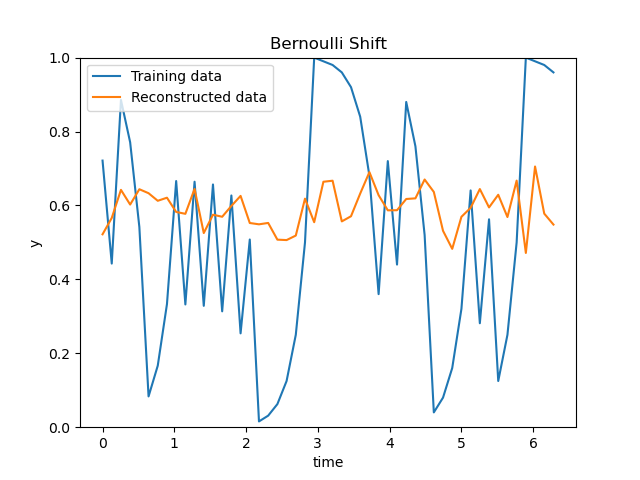 Bernoulli Shift
Training data
Reconstructed data
1.0
0.8
0.6
0.4
0.2
0.0
y
0 1 2 3 4 5 6
time